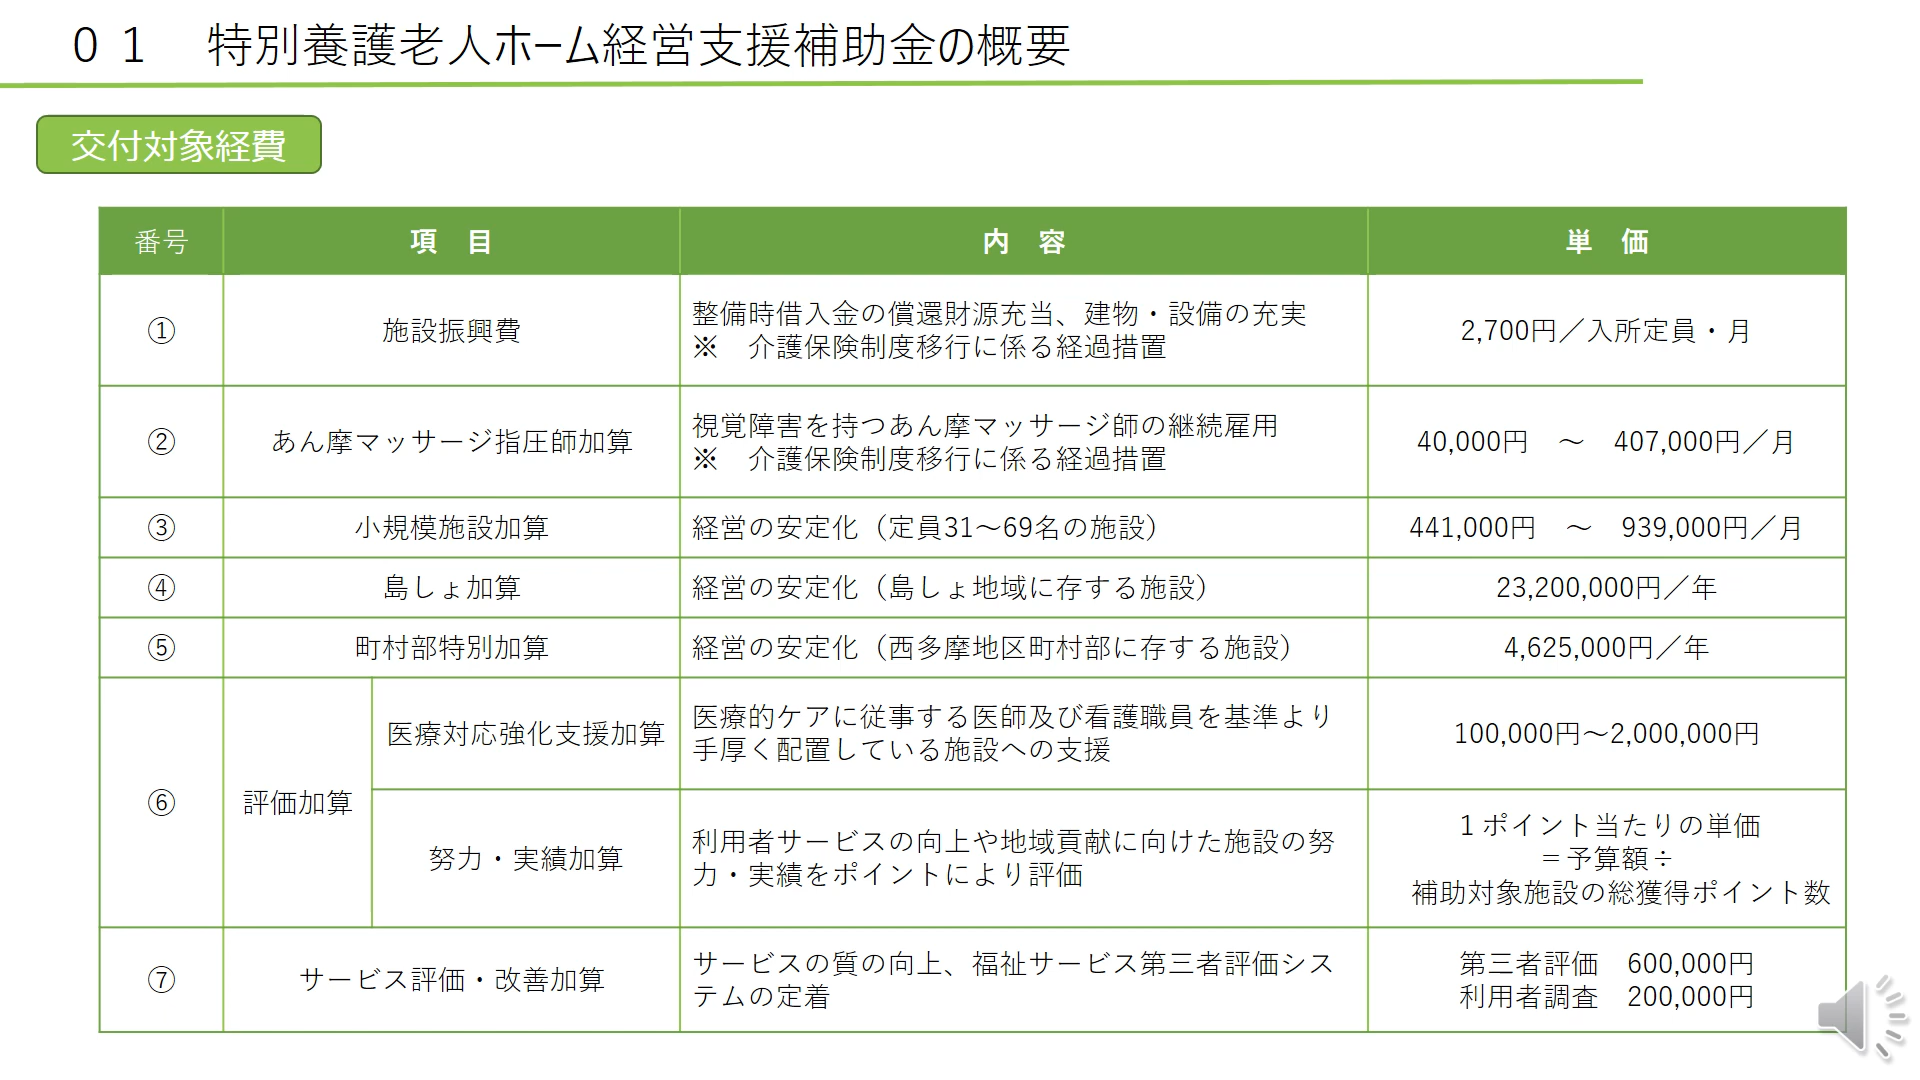 ０１　特別養護老人ホーム経営支援補助金の概要
交付対象経費
番号
項　目
内　容
単　価
①
施設振興費
整備時借入金の償還財源充当、建物・設備の充実
※　介護保険制度移行に係る経過措置
2,700円／入所定員・月
②
あん摩マッサージ指圧師加算
視覚障害を持つあん摩マッサージ師の継続雇用
※　介護保険制度移行に係る経過措置
40,000円　～　407,000円／月
③
小規模施設加算
経営の安定化（定員31～69名の施設）
441,000円　～　939,000円／月
④
島しょ加算
経営の安定化（島しょ地域に存する施設）
23,200,000円／年
⑤
町村部特別加算
経営の安定化（西多摩地区町村部に存する施設）
4,625,000円／年
⑥
評価加算
医療対応強化支援加算
医療的ケアに従事する医師及び看護職員を基準より
手厚く配置している施設への支援
100,000円～2,000,000円
努力・実績加算
利用者サービスの向上や地域貢献に向けた施設の努
力・実績をポイントにより評価
１ポイント当たりの単価
＝予算額÷
補助対象施設の総獲得ポイント数
⑦
サービス評価・改善加算
サービスの質の向上、福祉サービス第三者評価シス
テムの定着
第三者評価　600,000円
利用者調査　200,000円